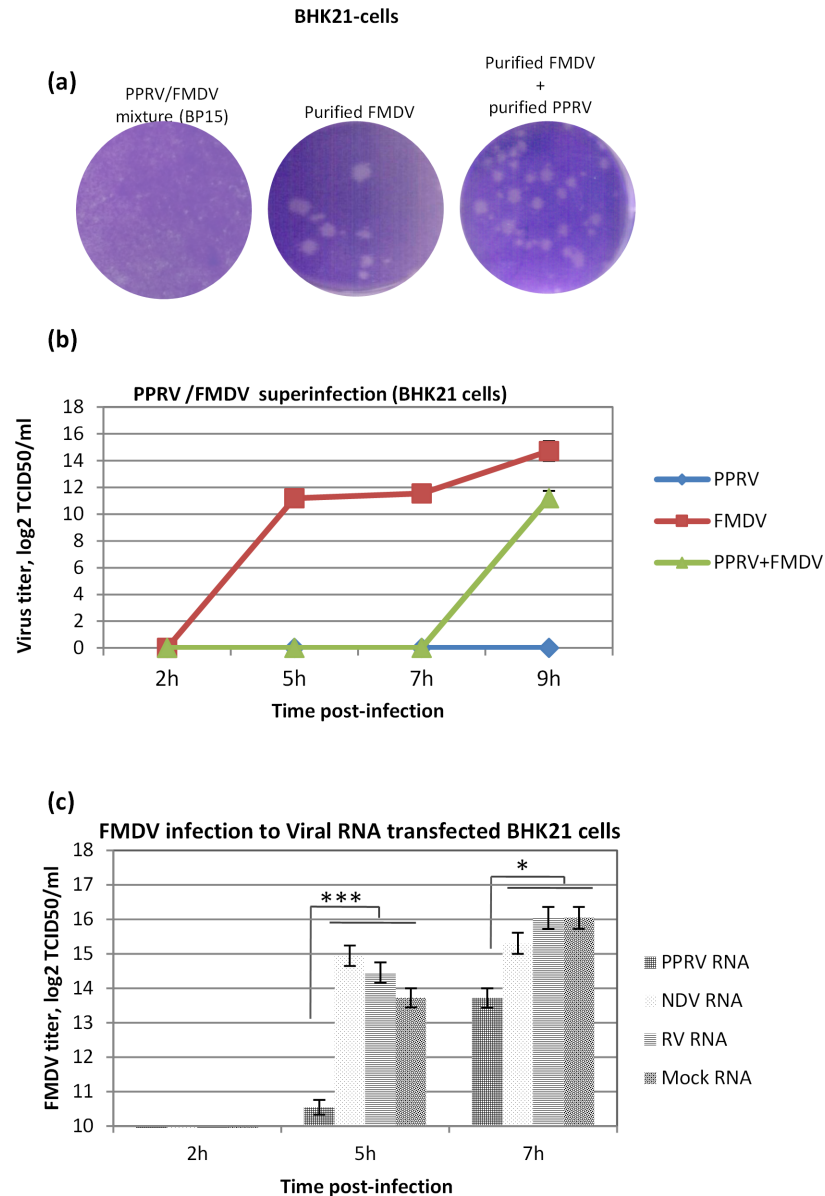 BHK21-cells
(a)
PPRV/FMDV
mixture (BP15)
Purified FMDV
Purified FMDV
+
purified PPRV
(b)
PPRV /FMDV superinfection (BHK21 cells)
Virus titer, log2 TCID50/ml
18
16
14
12
10
8
6
4
2
0
2h
5h
7h
9h
Time post-infection
PPRV
FMDV
PPRV+FMDV
(c)
FMDV infection to Viral RNA transfected BHK21 cells
FMDV titer, log2 TCID50/ml
18
17
16
15
14
13
12
11
10
***
*
2h
5h
7h
Time post-infection
PPRV RNA
NDV RNA
RV RNA
Mock RNA